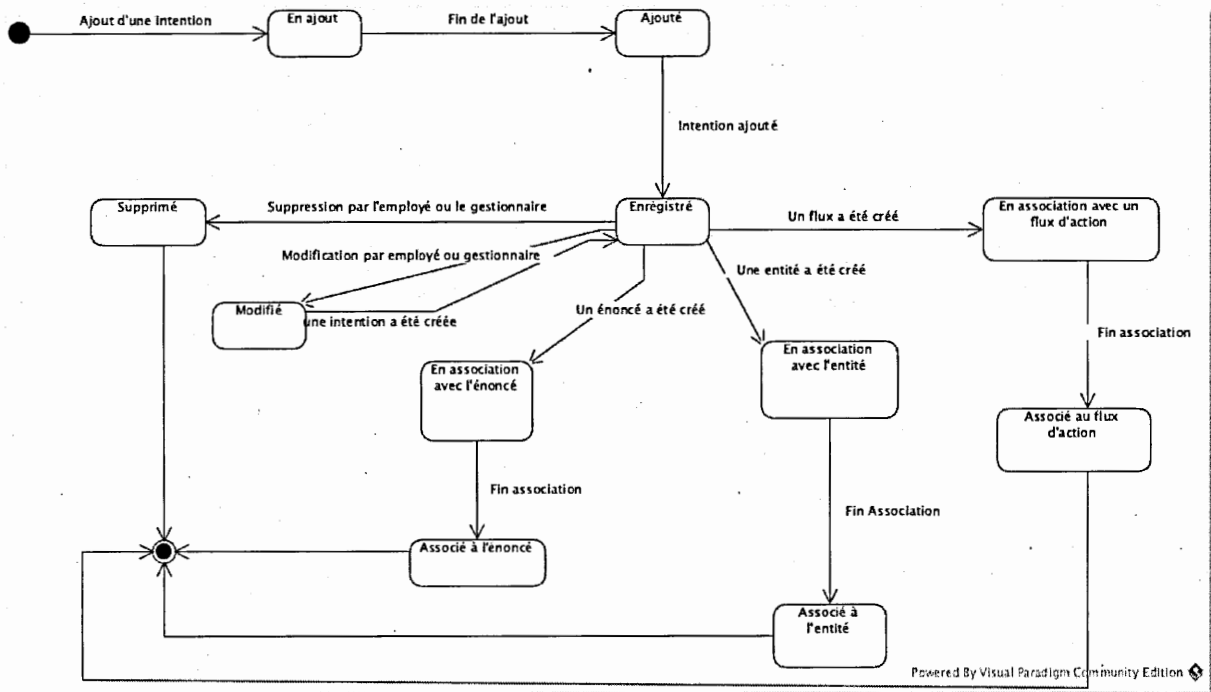 Ajout d'une intention
En ajout
Fin de l'ajout
Ajouté
Intention ajouté
Supprimé
Suppression par l'employé ou le gestionnaire
Enrégistré
Un flux a été créé
En association avec un
flux d'action
Modification par employé ou gestionnaire
Une entité a été créé
Modifié
une intention a été créée
Un énoncé a été créé
Fin association
En association
avec l'énoncé
En association
avec l'entité
Associé au flux
d'action
Fin association
Fin Association
Associé à l'énoncé
Associé à
l'entité
Powered By Visual Paradigm Community Edition